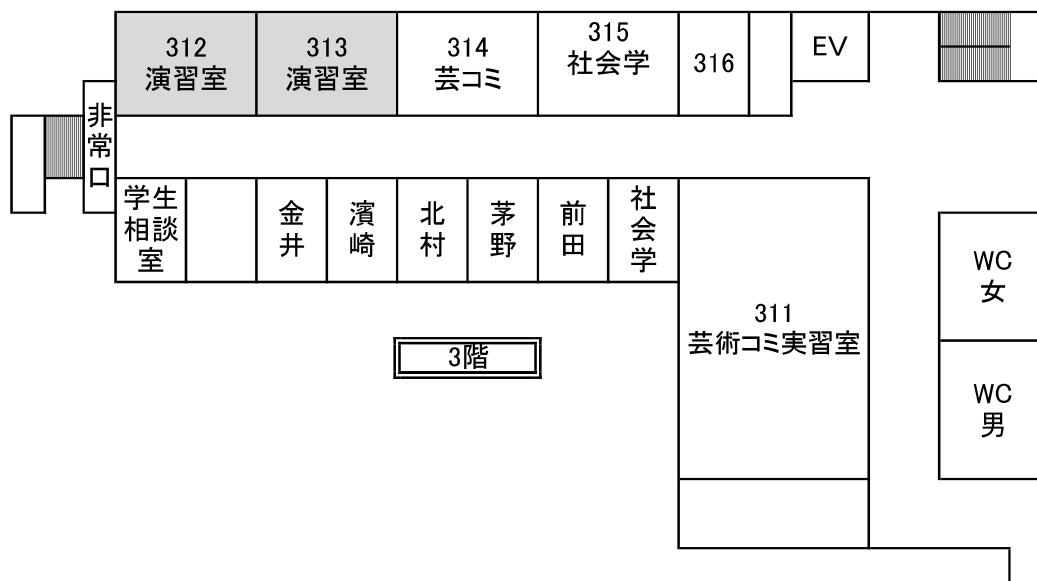 312
演習室
313
演習室
314
芸コミ
315
社会学
316
EV
非常口
学生
相談
室
金井
濱崎
北村
茅野
前田
社会学
311
芸術コミ実習室
3階
WC
女
WC
男